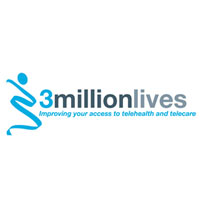 3millionlives
Improving your access to telehealth and telecare